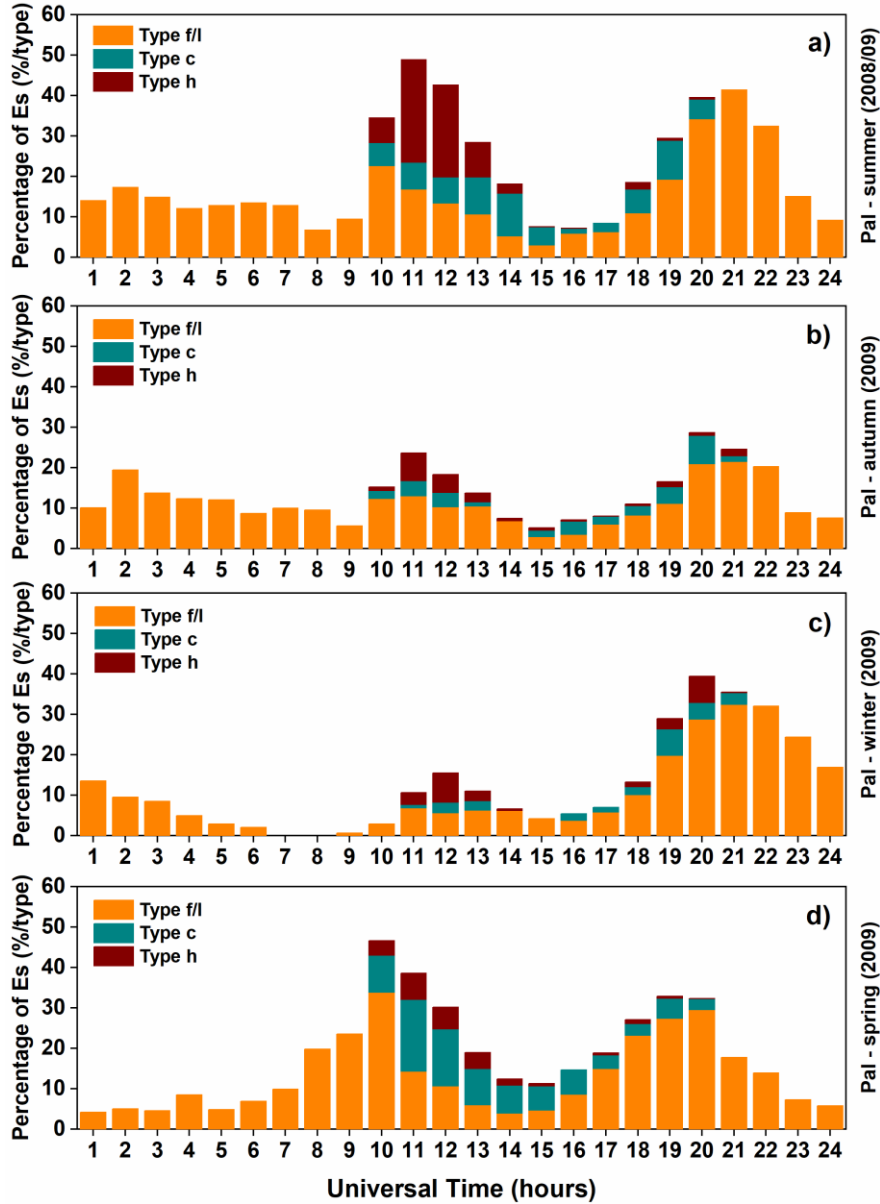 Percentage of Es (%/type)
60
50
40
30
20
10
0
Type f/l
Type c
Type h
a)
Pal - summer (2008/09)
1 2 3 4 5 6 7 8 9 10 11 12 13 14 15 16 17 18 19 20 21 22 23 24
Percentage of Es (%/type)
60
50
40
30
20
10
0
Type f/l
Type c
Type h
b)
Pal - autumn (2009)
1 2 3 4 5 6 7 8 9 10 11 12 13 14 15 16 17 18 19 20 21 22 23 24
Percentage of Es (%/type)
60
50
40
30
20
10
0
Type f/l
Type c
Type h
c)
Pal - winter (2009)
1 2 3 4 5 6 7 8 9 10 11 12 13 14 15 16 17 18 19 20 21 22 23 24
Percentage of Es (%/type)
60
50
40
30
20
10
0
Type f/l
Type c
Type h
d)
Pal - spring (2009)
1 2 3 4 5 6 7 8 9 10 11 12 13 14 15 16 17 18 19 20 21 22 23 24
Universal Time (hours)